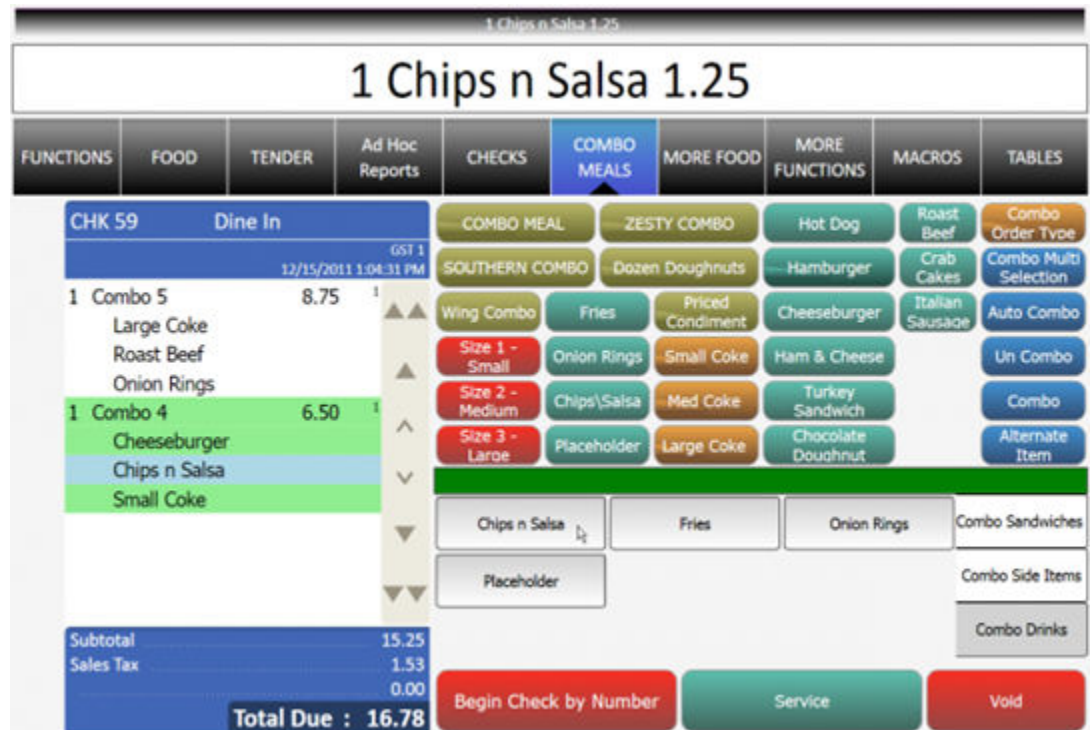 1 Chips n Salsa 1.25
1 Chips n Salsa 1.25
FUNCTIONS
FOOD
TENDER
Ad Hoc
Reports
CHECKS
COMBO
MEALS
MORE FOOD
MORE
FUNCTIONS
MACROS
TABLES
CHK 59 Dine In
GST 1
12/15/2011 1:04:31 PM
1 Combo 5 8.75 1
Large Coke
Roast Beef
Onion Rings
1 Combo 4 6.50 1
Cheeseburger
Chips n Salsa
Small Coke
Subtotal 15.25
Sales Tax 1.53
0.00
Total Due : 16.78
COMBO MEAL
ZESTY COMBO
Hot Dog
Roast
Beef
Combo
Order Type
SOUTHERN COMBO
Dozen Doughnuts
Hamburger
Crab
Cakes
Combo Multi
Selection
Wing Combo
Fries
Priced
Condiment
Cheeseburger
Italian
Sausage
Auto Combo
Size 1 -
Small
Onion Rings
Small Coke
Ham & Cheese
Un Combo
Size 2 -
Medium
Chips\Salsa
Med Coke
Turkey
Sandwich
Combo
Size 3 -
Large
Placeholder
Large Coke
Chocolate
Doughnut
Alternate
Item
Chips n Salsa
Fries
Onion Rings
Combo Sandwiches
Placeholder
Combo Side Items
Combo Drinks
Begin Check by Number
Service
Void